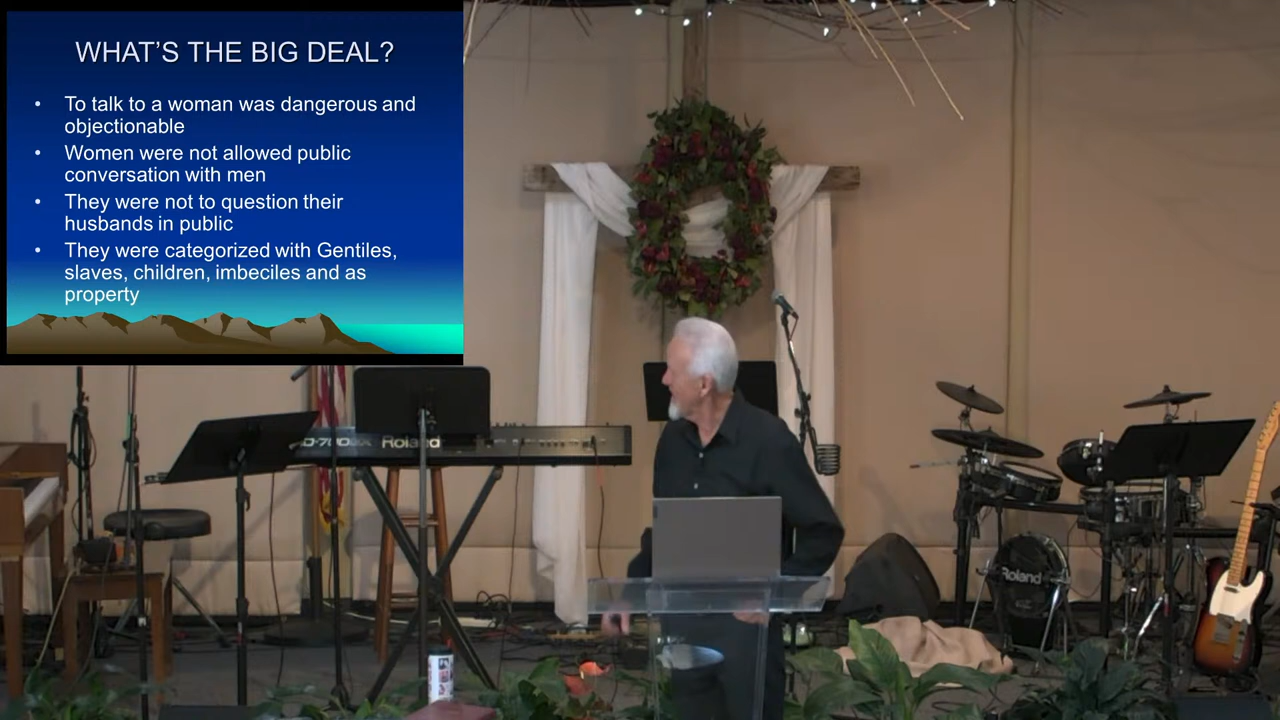 WHAT'S THE BIG DEAL?
• To talk to a woman was dangerous and
objectionable
• Women were not allowed public
conversation with men
• They were not to question their
husbands in public
• They were categorized with Gentiles,
slaves, children, imbeciles and as
property
Roland
Roland